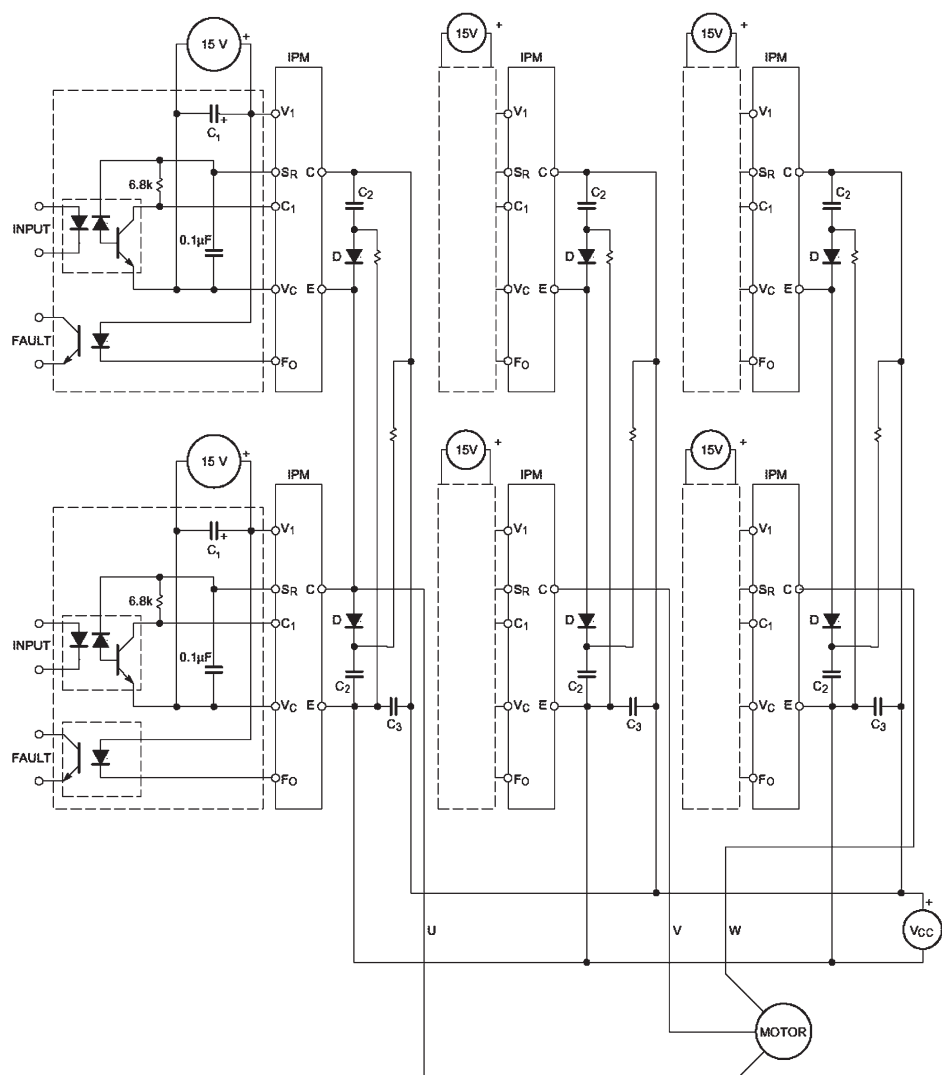 15 V +
15V +
15V +
IPM
IPM
IPM
C1 +
V1
V1
V1
6.8k
SR C
SR C
SR C
C2
C2
C2
C1
C1
C1
INPUT
0.1µF
D
D
D
VC E
VC E
VC E
FAULT
FO
FO
FO
15 V +
15V +
15V +
IPM
IPM
IPM
C1 +
V1
V1
V1
6.8k
SR C
SR C
SR C
C1
C1
C1
D
D
D
INPUT
0.1µF
C2
C2
C2
VC E
VC E
VC E
C3
C3
C3
FAULT
FO
FO
FO
+
U
V
W
VCC
MOTOR